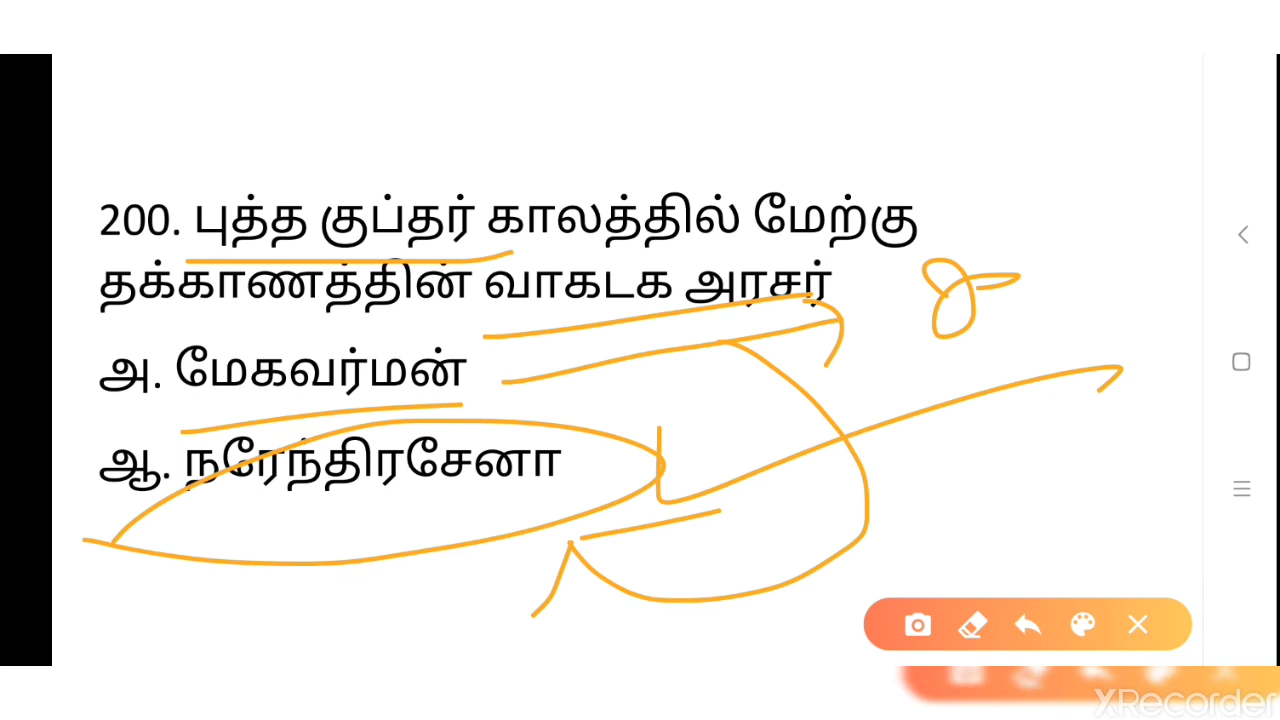 200. புத்த குப்தர் காலத்தில் மேற்கு
தக்காணத்தின் வாகடக அரசர்
அ. மேகவர்மன்
ஆ. நரேந்திரசேனா
XRecorder